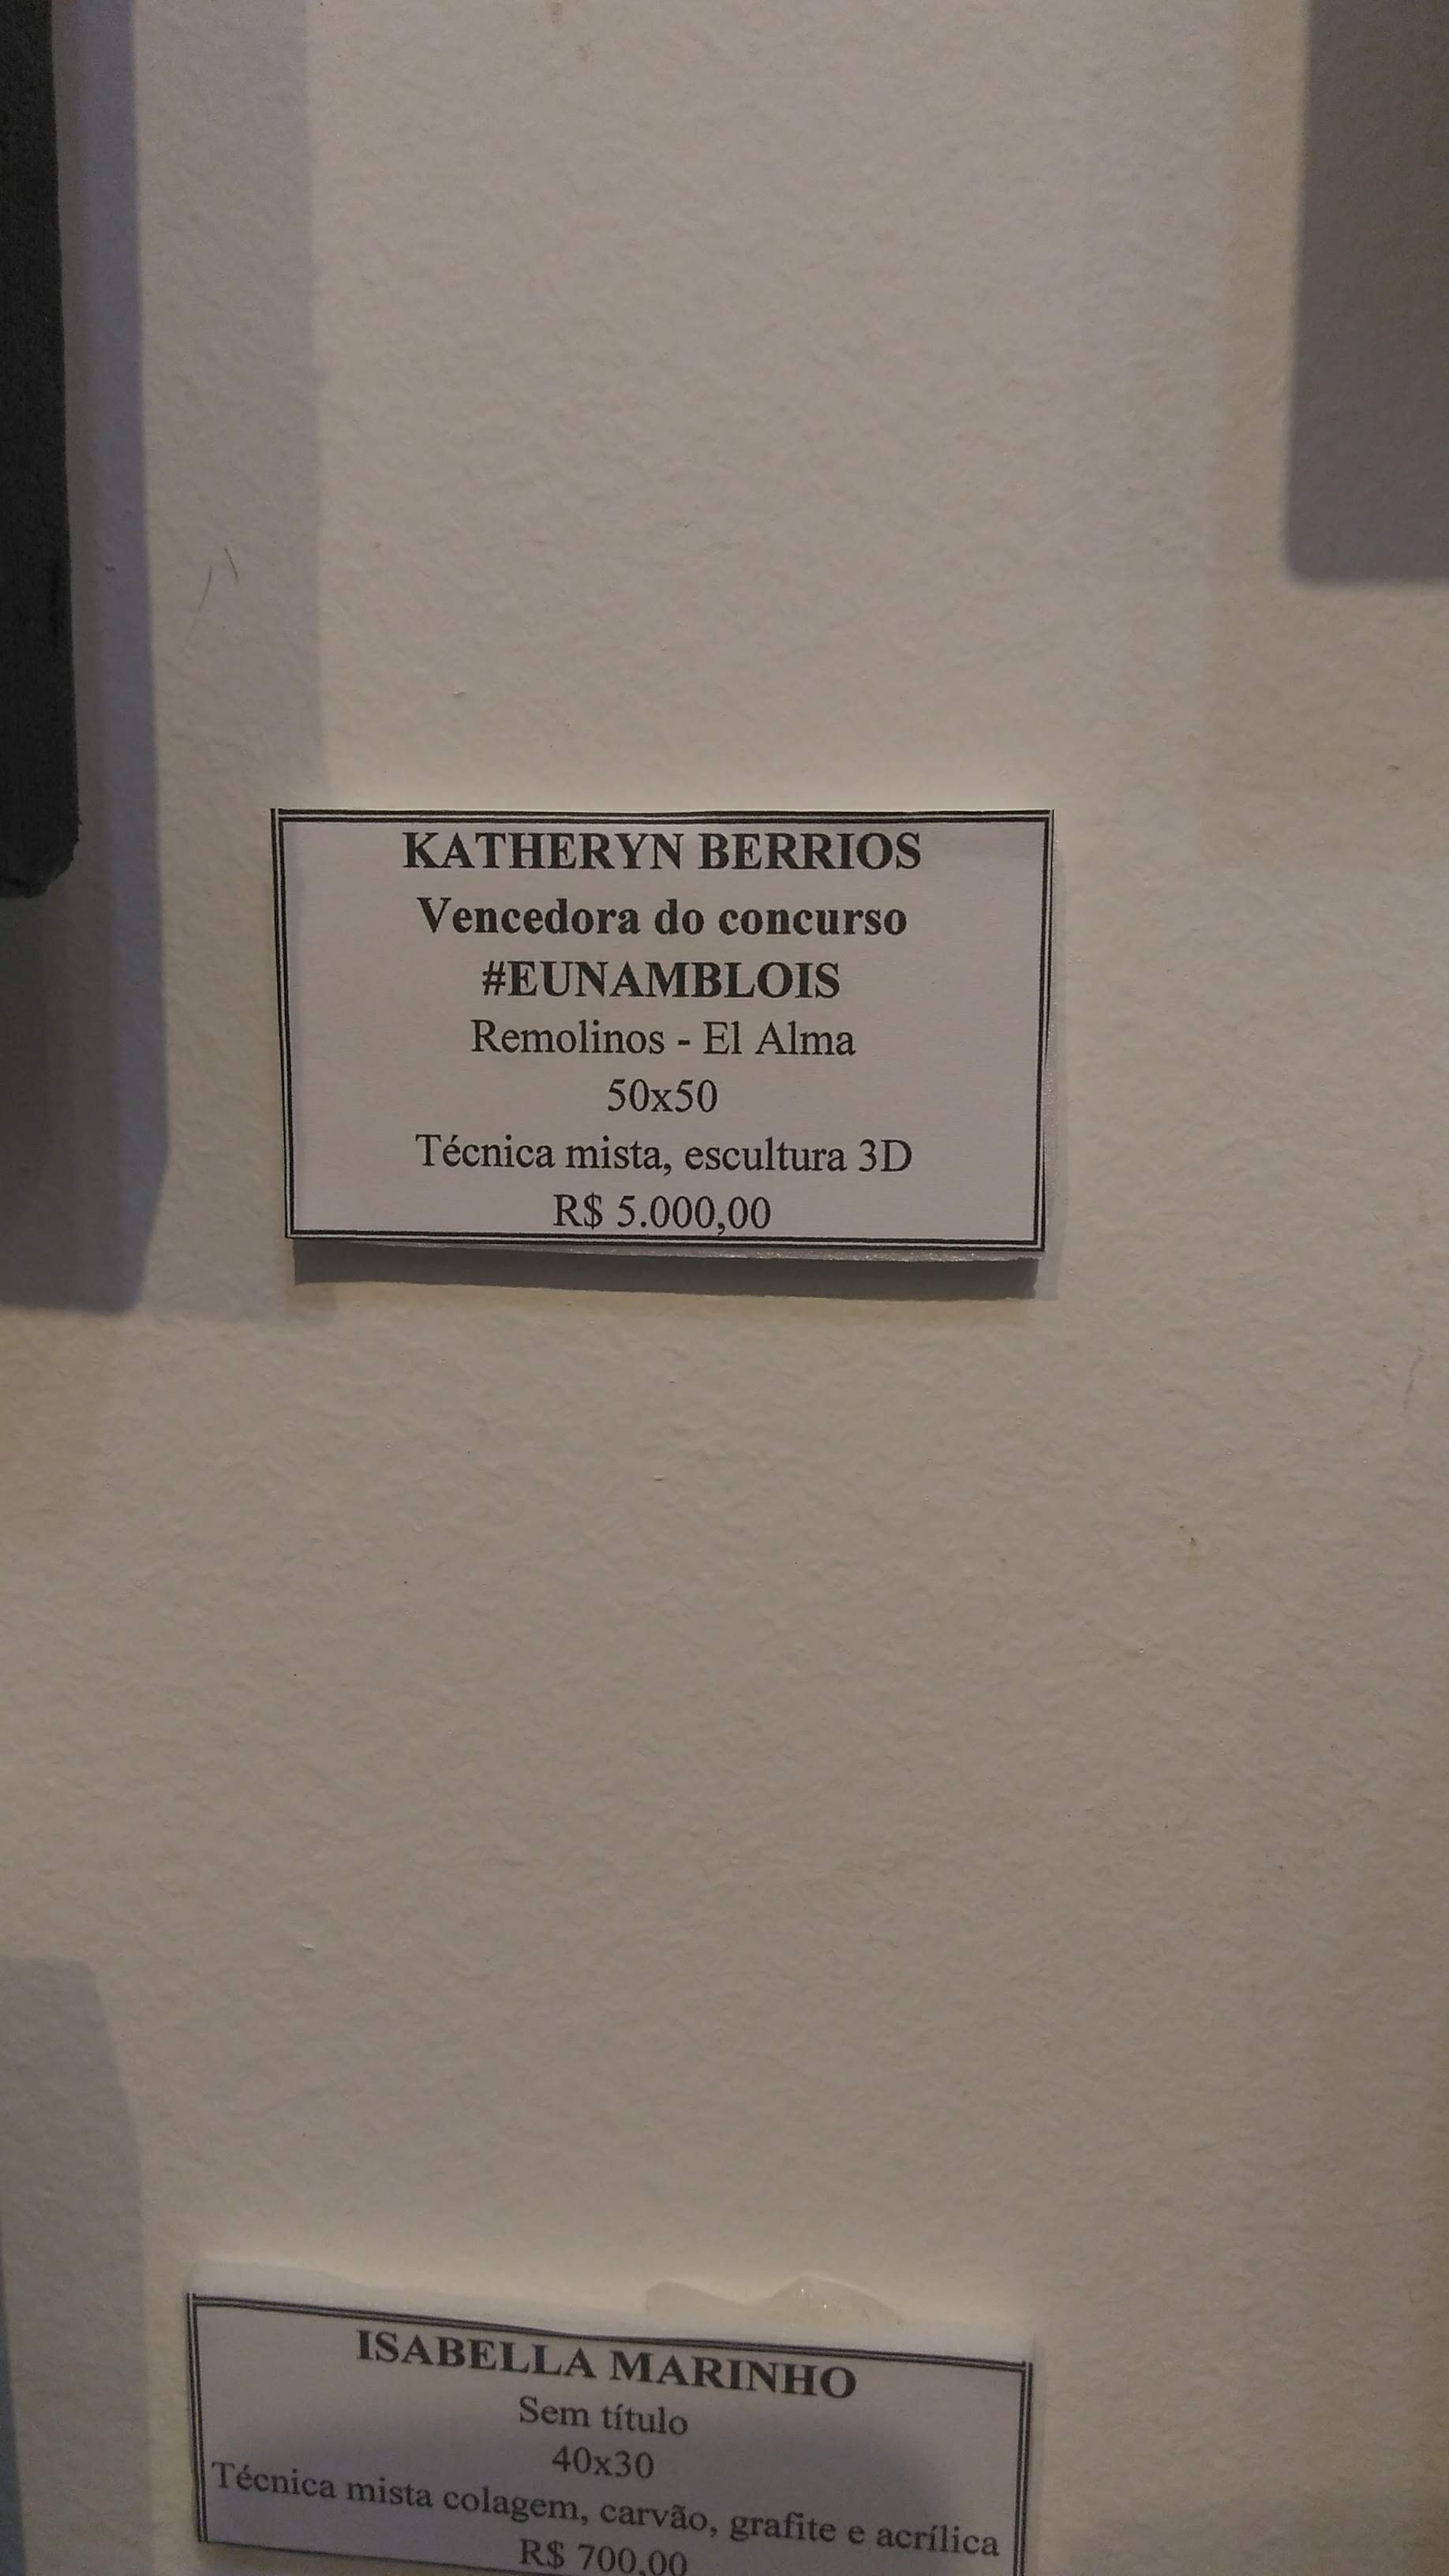 KATHERYN BERRIOS
Vencedora do concurso
#EUNAMBLOIS
Remolinos - El Alma
50x50
Técnica mista, escultura 3D
R$ 5.000,00
ISABELLA MARINHO
Sem título
40x30
Técnica mista colagem, carvão, grafite e acrílica
R$ 700,00